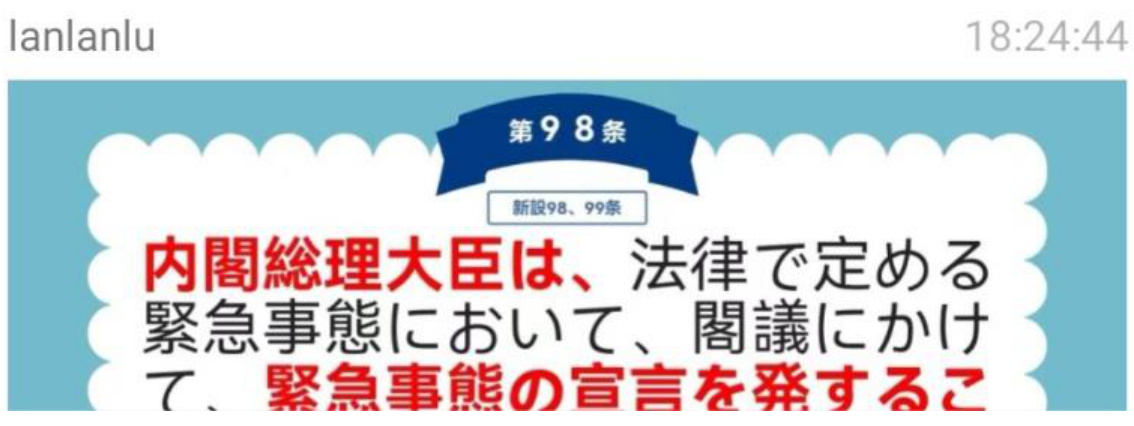 lanlanlu
18:24:44
第98条
新設98、99条
内閣総理大臣は、法律で定める
緊急事態において、閣議にかけ
て、緊急事態の宣言を発するこ